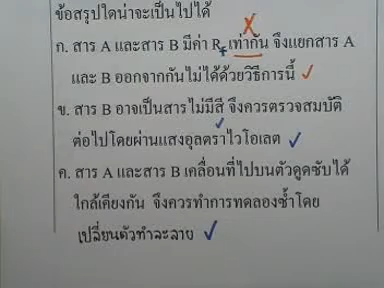 ข้อสรุปใดน่าจะเป็นไปได้
ก. สาร A และสาร B มีค่า Rf เท่ากัน จึงแยกสาร A
และ B ออกจากกันไม่ได้ด้วยวิธีการนี้
ข. สาร B อาจเป็นสารไม่มีสี จึงควรตรวจสมบัติ
ต่อไปโดยผ่านแสงอุลตราไวโอเลต
ค. สาร A และสาร B เคลื่อนที่ไปบนตัวดูดซับได้
ใกล้เคียงกัน จึงควรทำการทดลองซ้ำโดย
เปลี่ยนตัวทำละลาย